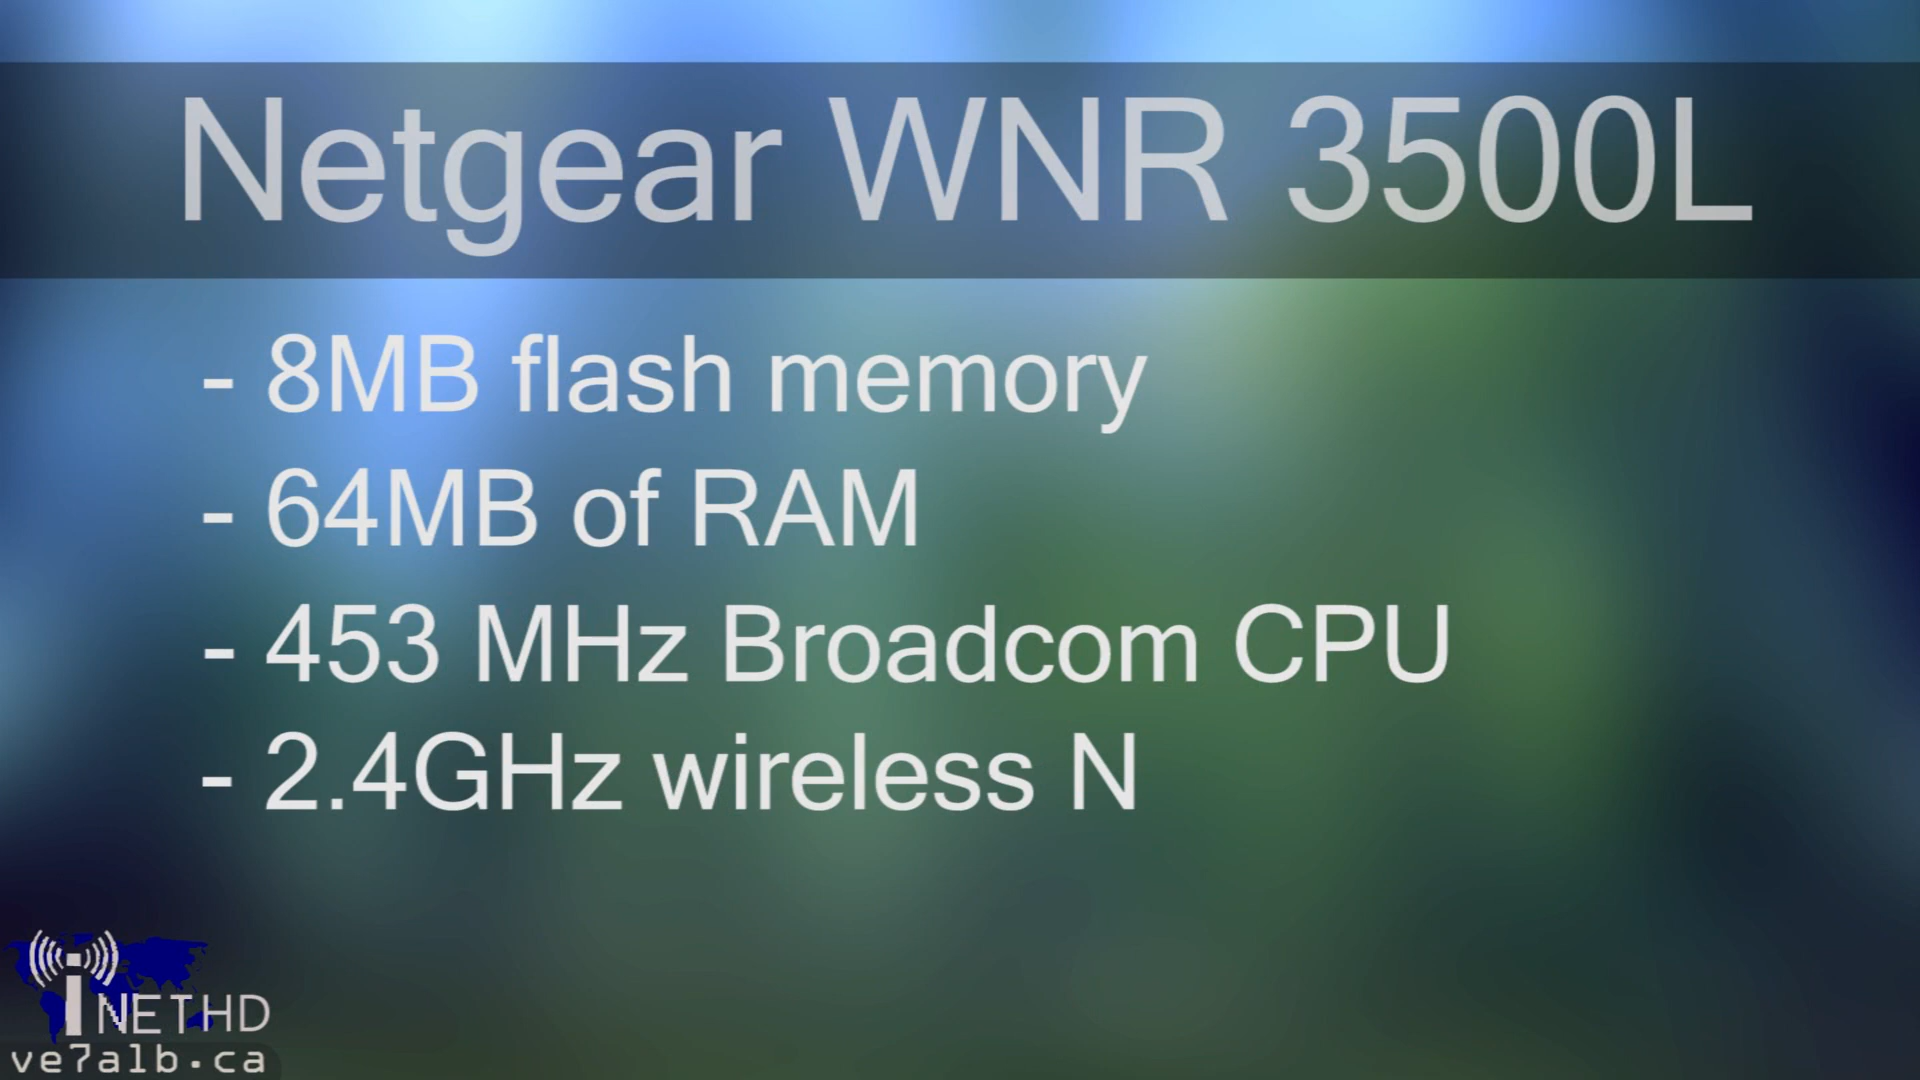 Netgear WNR 3500L
- 8MB flash memory
- 64MB of RAM
- 453 MHz Broadcom CPU
- 2.4GHz wireless N
iNETHD
ve7alb.ca